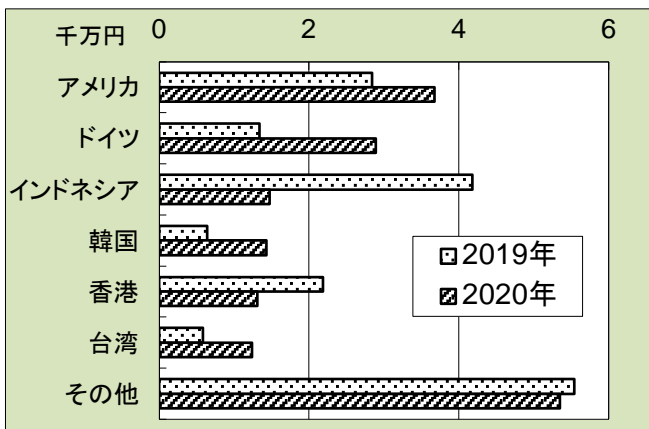 千万円 0 2 4 6
アメリカ
ドイツ
インドネシア
韓国
2019年
香港
2020年
台湾
その他